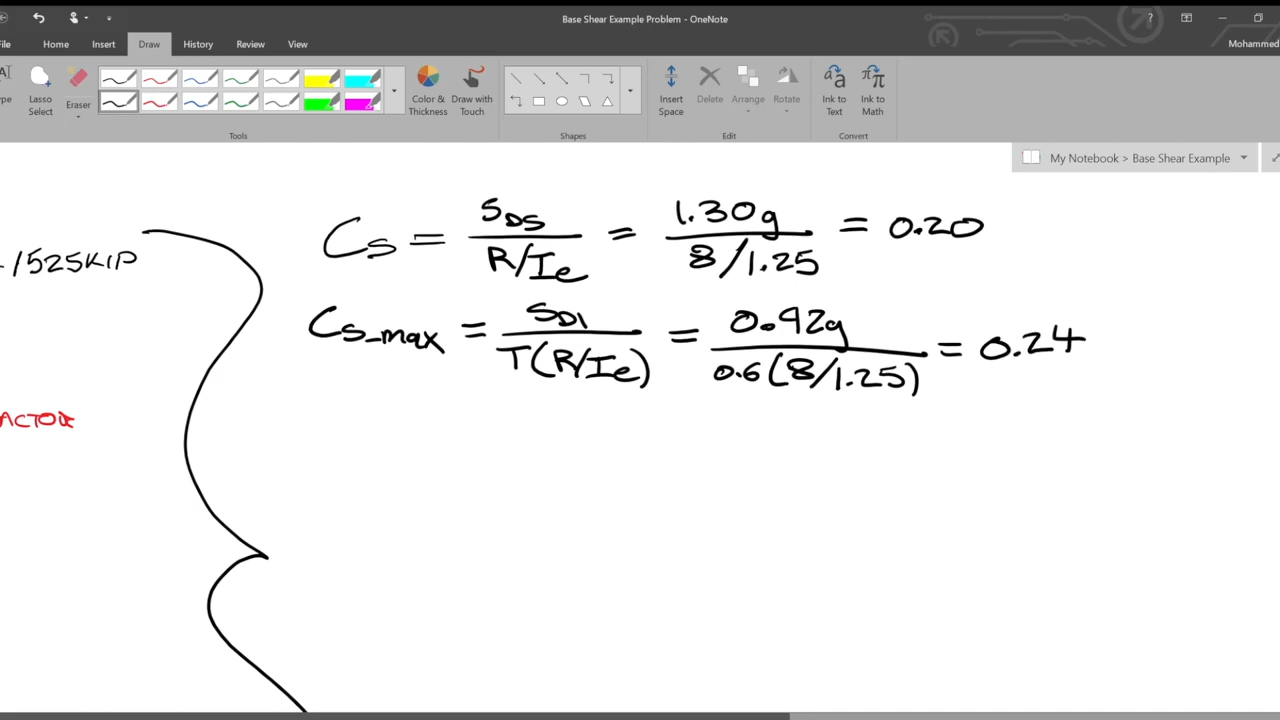 Base Shear Example Problem - OneNote
File Home Insert Draw History Review View
Mohammed
Type Lasso Select Eraser Color & Thickness Draw with Touch Insert Space Delete Arrange Rotate Ink to Text Ink to Math
Tools Shapes Edit Convert
My Notebook > Base Shear Example
Cs = SDS / R/Ie = 1.30g / 8/1.25 = 0.20
1525KIP
Cs_max = SD1 / T(R/Ie) = 0.92g / 0.6(8/1.25) = 0.24
ACTOR